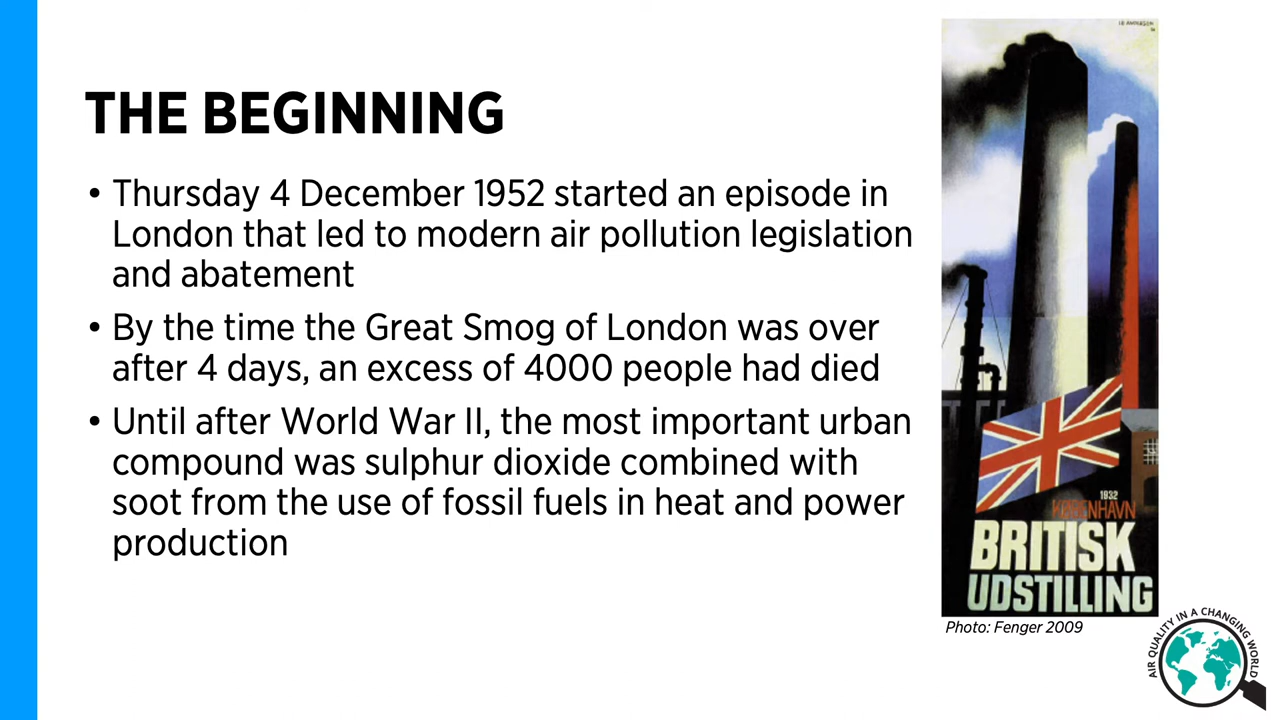 THE BEGINNING
• Thursday 4 December 1952 started an episode in
London that led to modern air pollution legislation
and abatement
• By the time the Great Smog of London was over
after 4 days, an excess of 4000 people had died
• Until after World War II, the most important urban
compound was sulphur dioxide combined with
soot from the use of fossil fuels in heat and power
production
IB ANDERSEN
1932
KØBENHAVN
BRITISK
UDSTILLING
Photo: Fenger 2009
AIR QUALITY IN A CHANGING WORLD